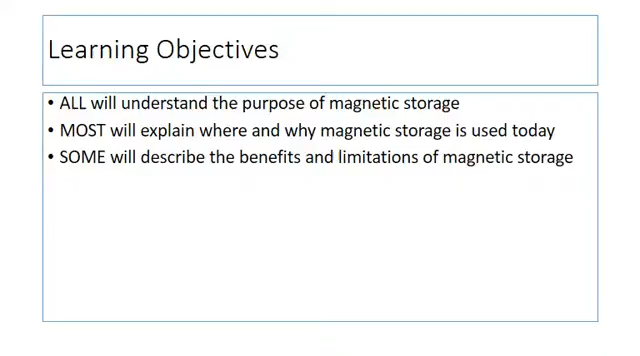 Learning Objectives
• ALL will understand the purpose of magnetic storage
• MOST will explain where and why magnetic storage is used today
• SOME will describe the benefits and limitations of magnetic storage